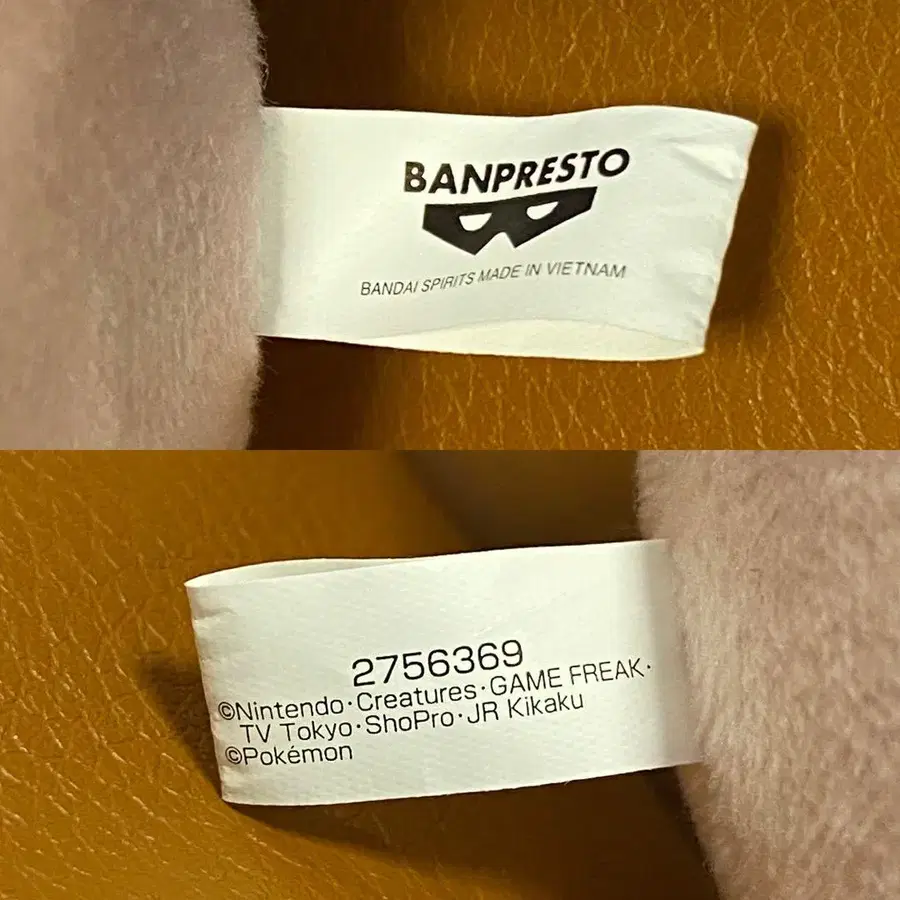 BANPRESTO
BANDAI SPIRITS MADE IN VIETNAM
2756369
©Nintendo・Creatures・GAME FREAK・
TV Tokyo・ShoPro・JR Kikaku
©Pokémon